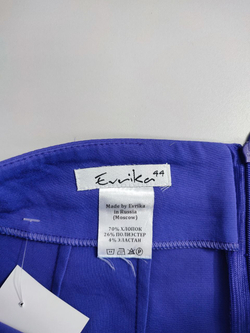 Evrika 44
Made by Evrika
in Russia
(Moscow)
70% ХЛОПОК
26% ПОЛИЭСТЕР
4% ЭЛАСТАН